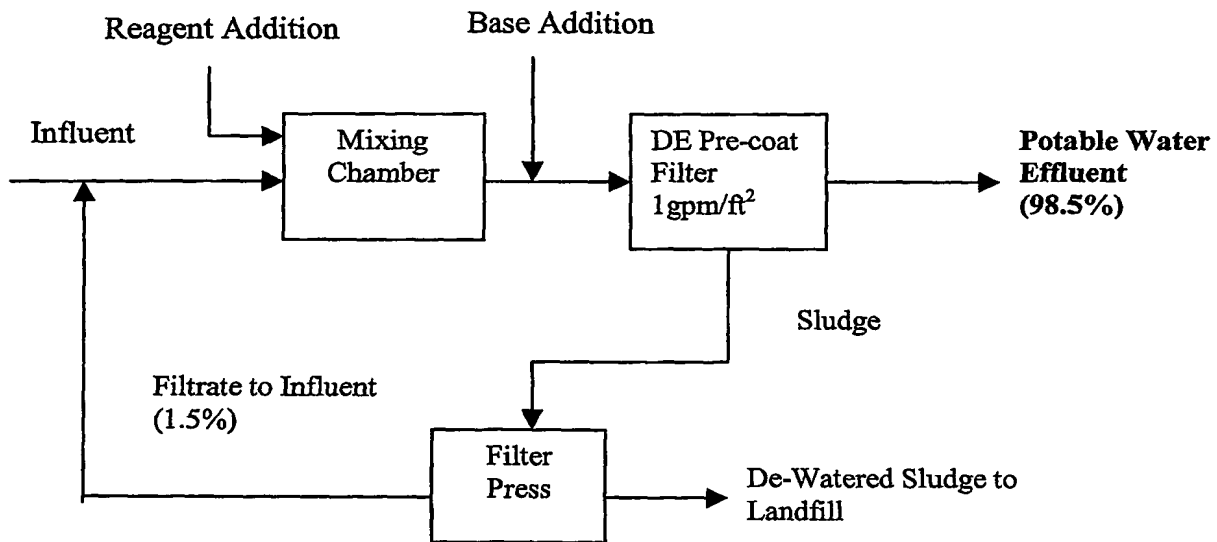 Reagent Addition
Base Addition
Influent
Mixing
Chamber
DE Pre-coat
Filter
1gpm/ft²
Potable Water
Effluent
(98.5%)
Sludge
Filtrate to Influent
(1.5%)
Filter
Press
De-Watered Sludge to
Landfill